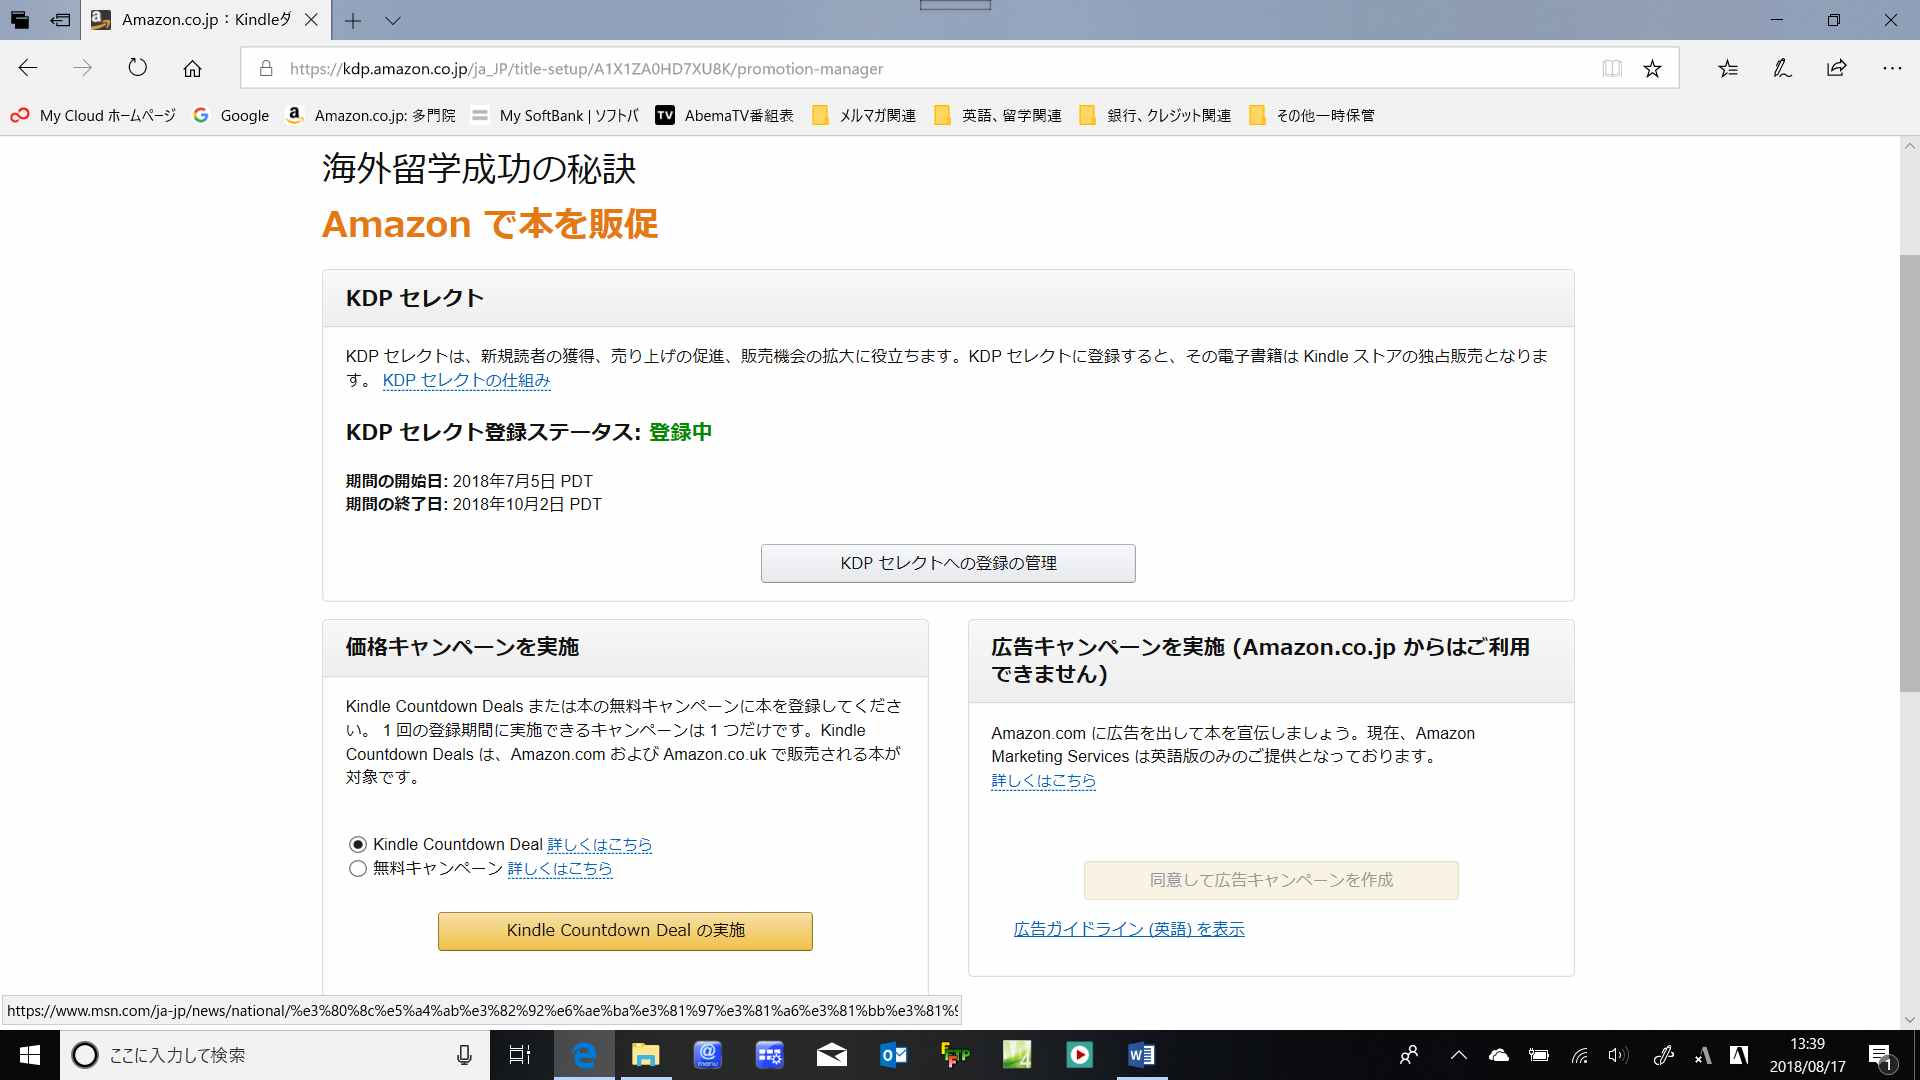 Amazon.co.jp：Kindleダ
https://kdp.amazon.co.jp/ja_JP/title-setup/A1X1ZA0HD7XU8K/promotion-manager
My Cloud ホームページ Google Amazon.co.jp: 多門院 My SoftBank | ソフトバ AbemaTV番組表 メルマガ関連 英語、留学関連 銀行、クレジット関連 その他一時保管
海外留学成功の秘訣
Amazon で本を販促
KDP セレクト
KDP セレクトは、新規読者の獲得、売り上げの促進、販売機会の拡大に役立ちます。KDP セレクトに登録すると、その電子書籍は Kindle ストアの独占販売となりま
す。 KDP セレクトの仕組み
KDP セレクト登録ステータス: 登録中
期間の開始日: 2018年7月5日 PDT
期間の終了日: 2018年10月2日 PDT
KDP セレクトへの登録の管理
価格キャンペーンを実施
Kindle Countdown Deals または本の無料キャンペーンに本を登録してくださ
い。 1 回の登録期間に実施できるキャンペーンは 1 つだけです。Kindle
Countdown Deals は、Amazon.com および Amazon.co.uk で販売される本が
対象です。
Kindle Countdown Deal 詳しくはこちら
無料キャンペーン 詳しくはこちら
Kindle Countdown Deal の実施
広告キャンペーンを実施 (Amazon.co.jp からはご利用
できません)
Amazon.com に広告を出して本を宣伝しましょう。現在、Amazon
Marketing Services は英語版のみのご提供となっております。
詳しくはこちら
同意して広告キャンペーンを作成
広告ガイドライン (英語) を表示
https://www.msn.com/ja-jp/news/national/%e3%80%8c%e5%a4%ab%e3%82%92%e6%ae%ba%e3%81%97%e3%81%a6%e3%81%bb%e3%81%9
ここに入力して検索
13:39
2018/08/17
1